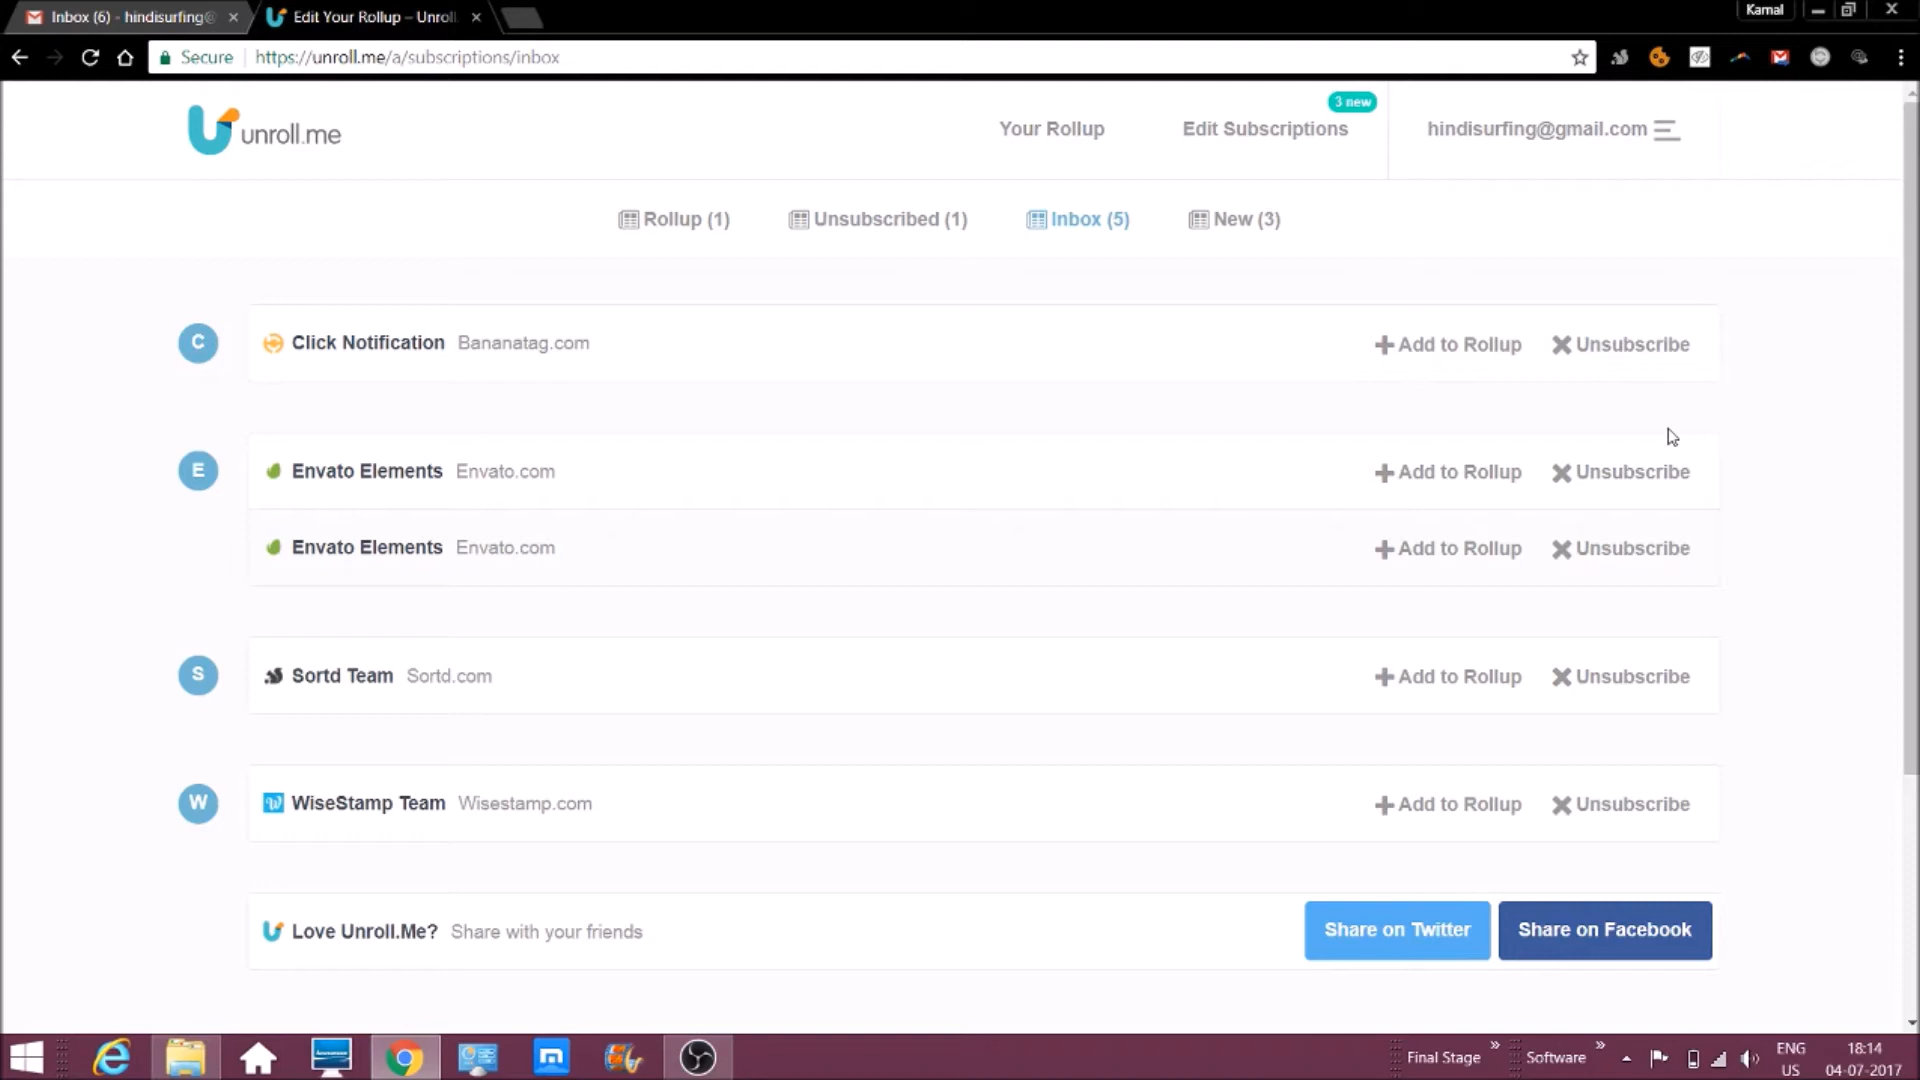 Inbox (6) - hindisurfing@
Edit Your Rollup – Unroll.
Kamal
Secure
https://unroll.me/a/subscriptions/inbox
unroll.me
Your Rollup
Edit Subscriptions
3 new
hindisurfing@gmail.com
Rollup (1)
Unsubscribed (1)
Inbox (5)
New (3)
C
Click Notification Bananatag.com
Add to Rollup
Unsubscribe
E
Envato Elements Envato.com
Add to Rollup
Unsubscribe
Envato Elements Envato.com
Add to Rollup
Unsubscribe
S
Sortd Team Sortd.com
Add to Rollup
Unsubscribe
W
WiseStamp Team Wisestamp.com
Add to Rollup
Unsubscribe
Love Unroll.Me? Share with your friends
Share on Twitter
Share on Facebook
Final Stage
Software
ENG
US
18:14
04-07-2017